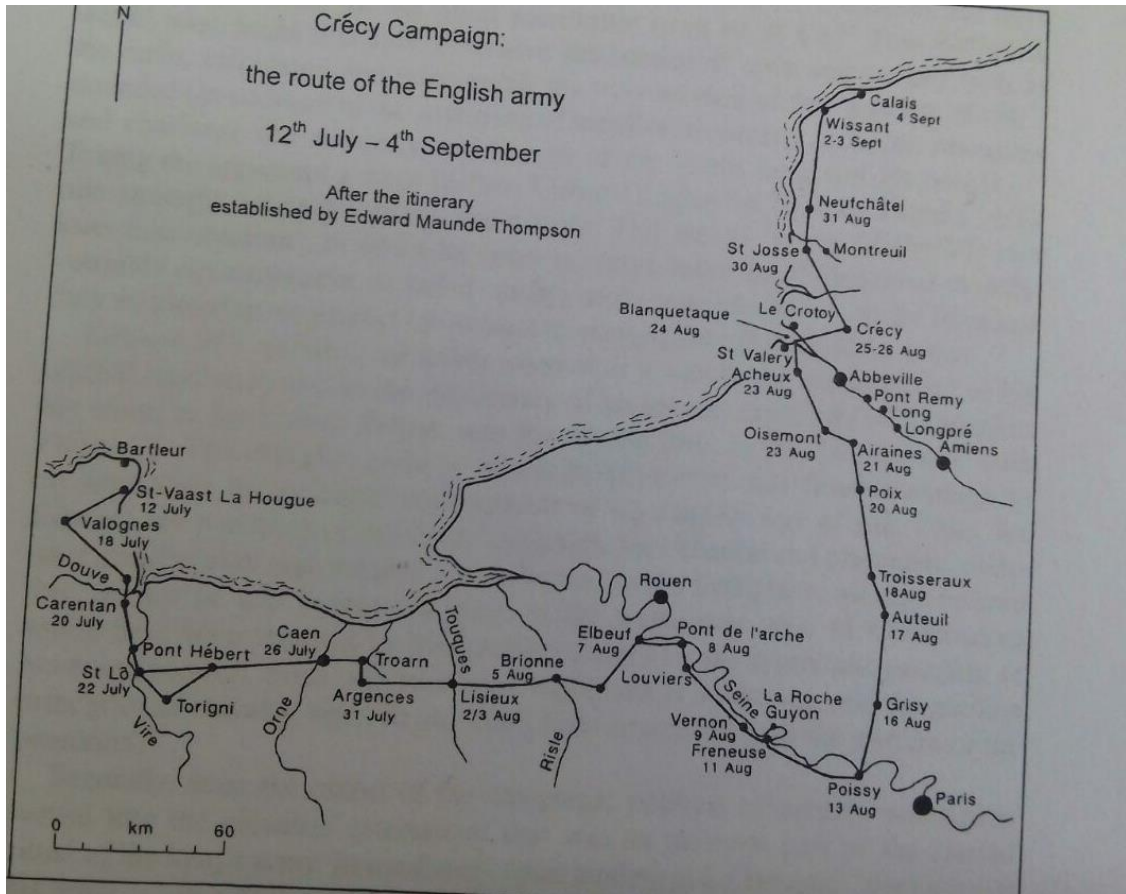 N
Crécy Campaign:
the route of the English army
12th July – 4th September
After the itinerary
established by Edward Maunde Thompson
Calais
4 Sept
Wissant
2-3 Sept
Neufchâtel
31 Aug
St Josse
30 Aug
Montreuil
Blanquetaque
24 Aug
Le Crotoy
Crécy
25-26 Aug
St Valery
Acheux
23 Aug
Abbeville
Pont Remy
Long
Longpré
Amiens
Oisemont
23 Aug
Airaines
21 Aug
Poix
20 Aug
Barfleur
St-Vaast La Hougue
12 July
Valognes
18 July
Douve
Carentan
20 July
Pont Hébert
St Lô
22 July
Torigni
Vire
Caen
26 July
Orne
Troarn
Argences
31 July
Touques
Lisieux
2/3 Aug
Brionne
5 Aug
Risle
Rouen
Elbeuf
7 Aug
Pont de l'arche
8 Aug
Louviers
Seine
La Roche
Guyon
Vernon
9 Aug
Freneuse
11 Aug
Troisseraux
18Aug
Auteuil
17 Aug
Grisy
16 Aug
Poissy
13 Aug
Paris
0 km 60